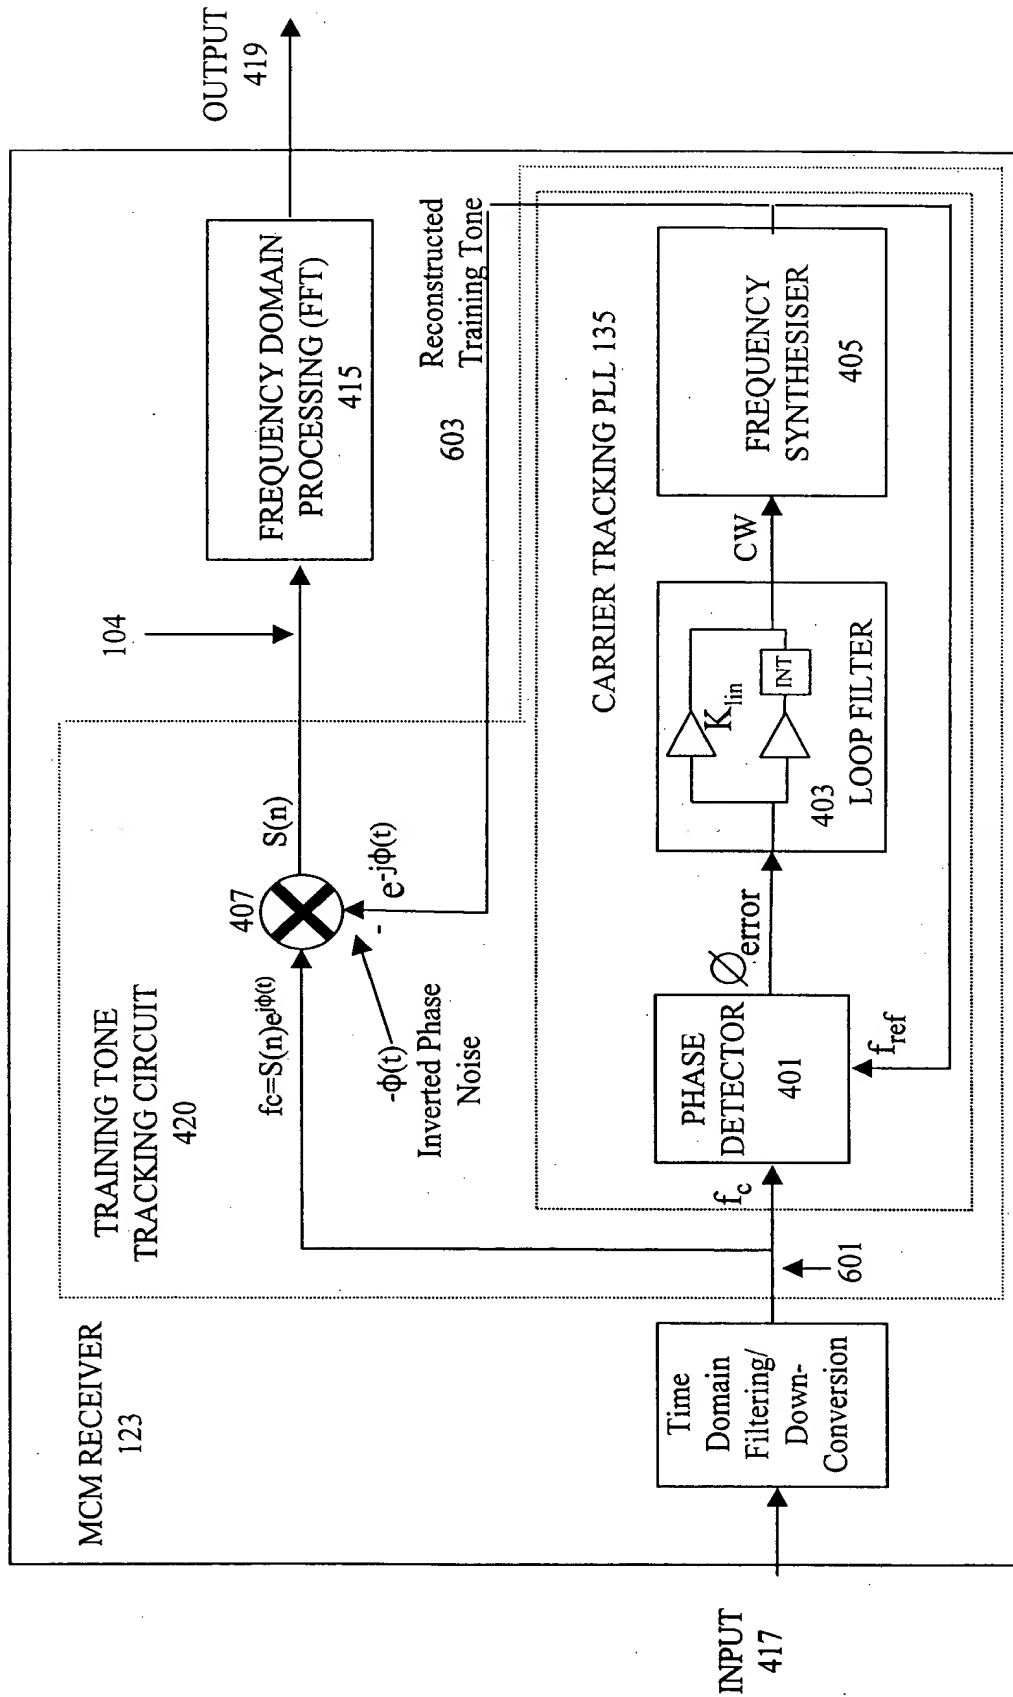 MCM RECEIVER
123
TRAINING TONE
TRACKING CIRCUIT
420
fc=S(n)e^jϕ(t)
407
S(n)
104
FREQUENCY DOMAIN
PROCESSING (FFT)
415
OUTPUT
419
- e^-jϕ(t)
-ϕ(t)
Inverted Phase
Noise
603
Reconstructed
Training Tone
CARRIER TRACKING PLL 135
INPUT
417
Time
Domain
Filtering/
Down-
Conversion
601
f_c
PHASE
DETECTOR
401
f_ref
∅_error
K_lin
INT
403
LOOP FILTER
CW
FREQUENCY
SYNTHESISER
405